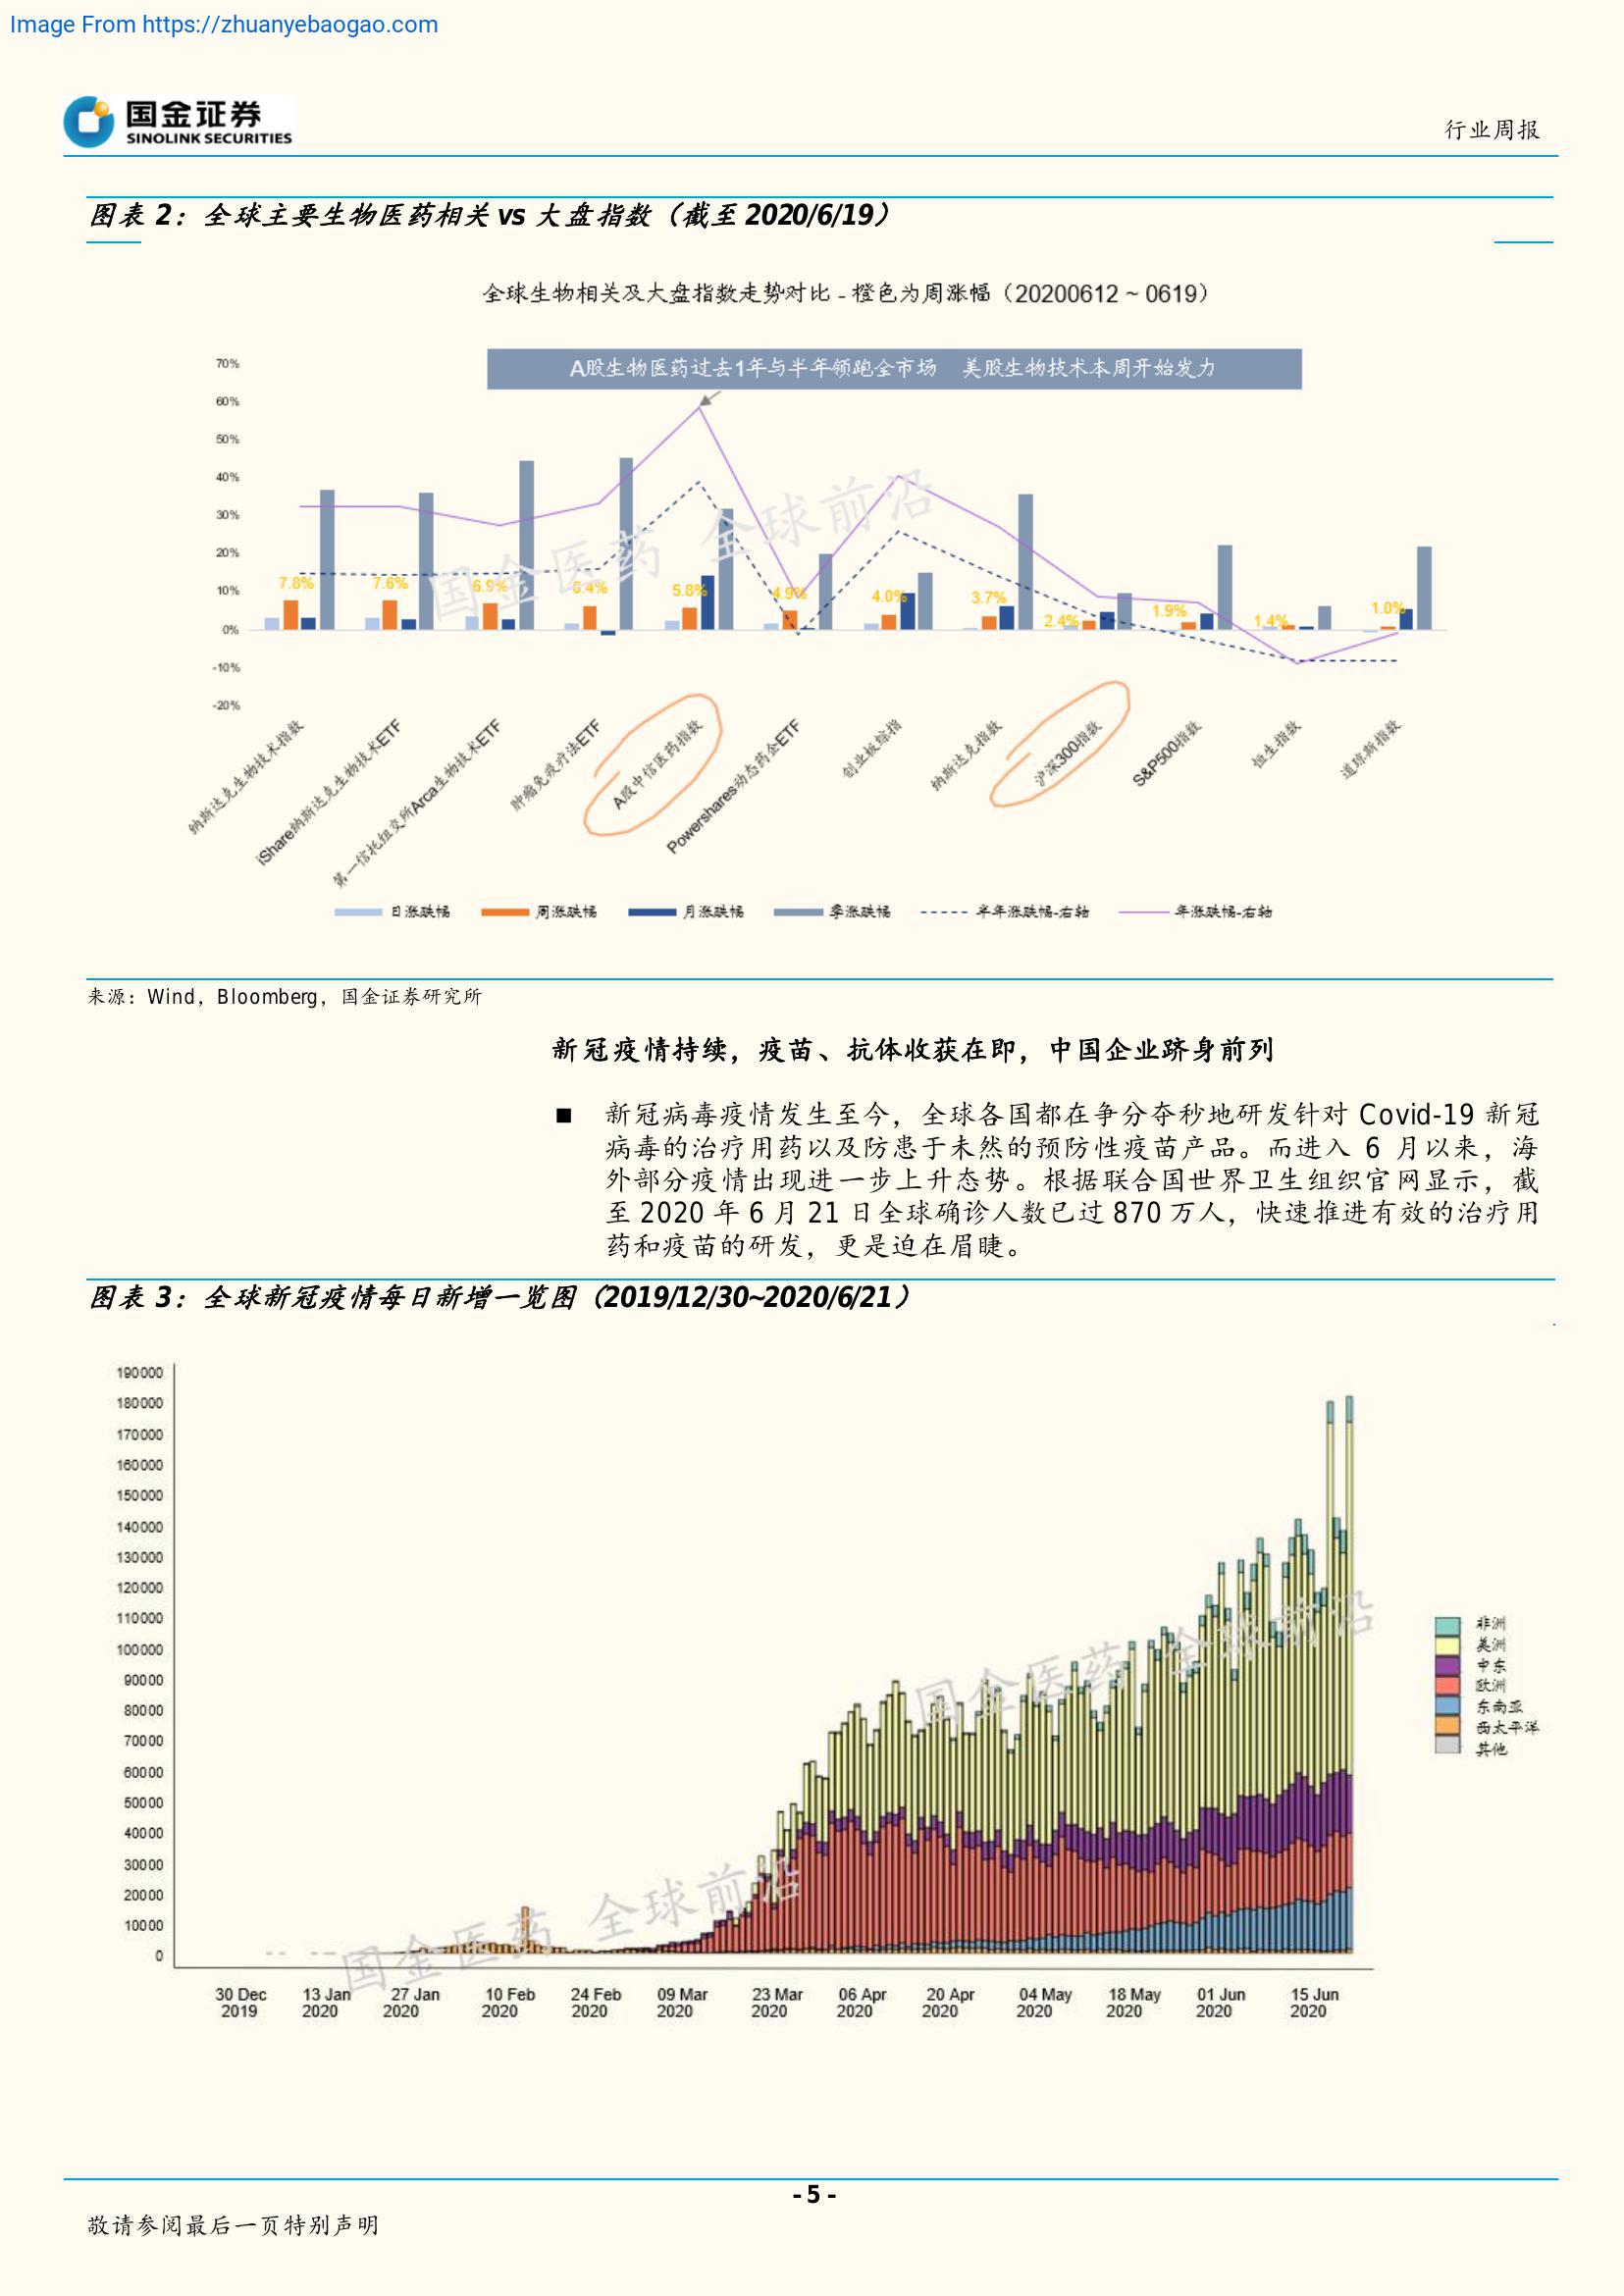 Image From https://zhuanyebaogao.com
国金证券
SINOLINK SECURITIES
行业周报
图表 2：全球主要生物医药相关 vs 大盘指数（截至 2020/6/19）
全球生物相关及大盘指数走势对比 - 橙色为周涨幅（20200612 ~ 0619）
A股生物医药过去1年与半年领跑全市场 美股生物技术本周开始发力
70%
60%
50%
40%
30%
20%
10%
0%
-10%
-20%
7.8%
7.6%
6.9%
6.4%
5.8%
4.9%
4.0%
3.7%
2.4%
1.9%
1.4%
1.0%
国金医药 全球前沿
纳斯达克生物技术指数
iShare纳斯达克生物技术ETF
第一信托纽交所Arca生物技术ETF
肿瘤免疫疗法ETF
A股中信医药指数
Powershares动态药企ETF
创业板综指
纳斯达克指数
沪深300指数
S&P500指数
恒生指数
道琼斯指数
日涨跌幅
周涨跌幅
月涨跌幅
季涨跌幅
半年涨跌幅-右轴
年涨跌幅-右轴
来源：Wind，Bloomberg，国金证券研究所
新冠疫情持续，疫苗、抗体收获在即，中国企业跻身前列
■ 新冠病毒疫情发生至今，全球各国都在争分夺秒地研发针对 Covid-19 新冠
病毒的治疗用药以及防患于未然的预防性疫苗产品。而进入 6 月以来，海
外部分疫情出现进一步上升态势。根据联合国世界卫生组织官网显示，截
至 2020 年 6 月 21 日全球确诊人数已过 870 万人，快速推进有效的治疗用
药和疫苗的研发，更是迫在眉睫。
图表 3：全球新冠疫情每日新增一览图（2019/12/30~2020/6/21）
190000
180000
170000
160000
150000
140000
130000
120000
110000
100000
90000
80000
70000
60000
50000
40000
30000
20000
10000
0
国金医药 全球前沿
国金医药 全球前沿
非洲
美洲
中东
欧洲
东南亚
西太平洋
其他
30 Dec 2019
13 Jan 2020
27 Jan 2020
10 Feb 2020
24 Feb 2020
09 Mar 2020
23 Mar 2020
06 Apr 2020
20 Apr 2020
04 May 2020
18 May 2020
01 Jun 2020
15 Jun 2020
- 5 -
敬请参阅最后一页特别声明